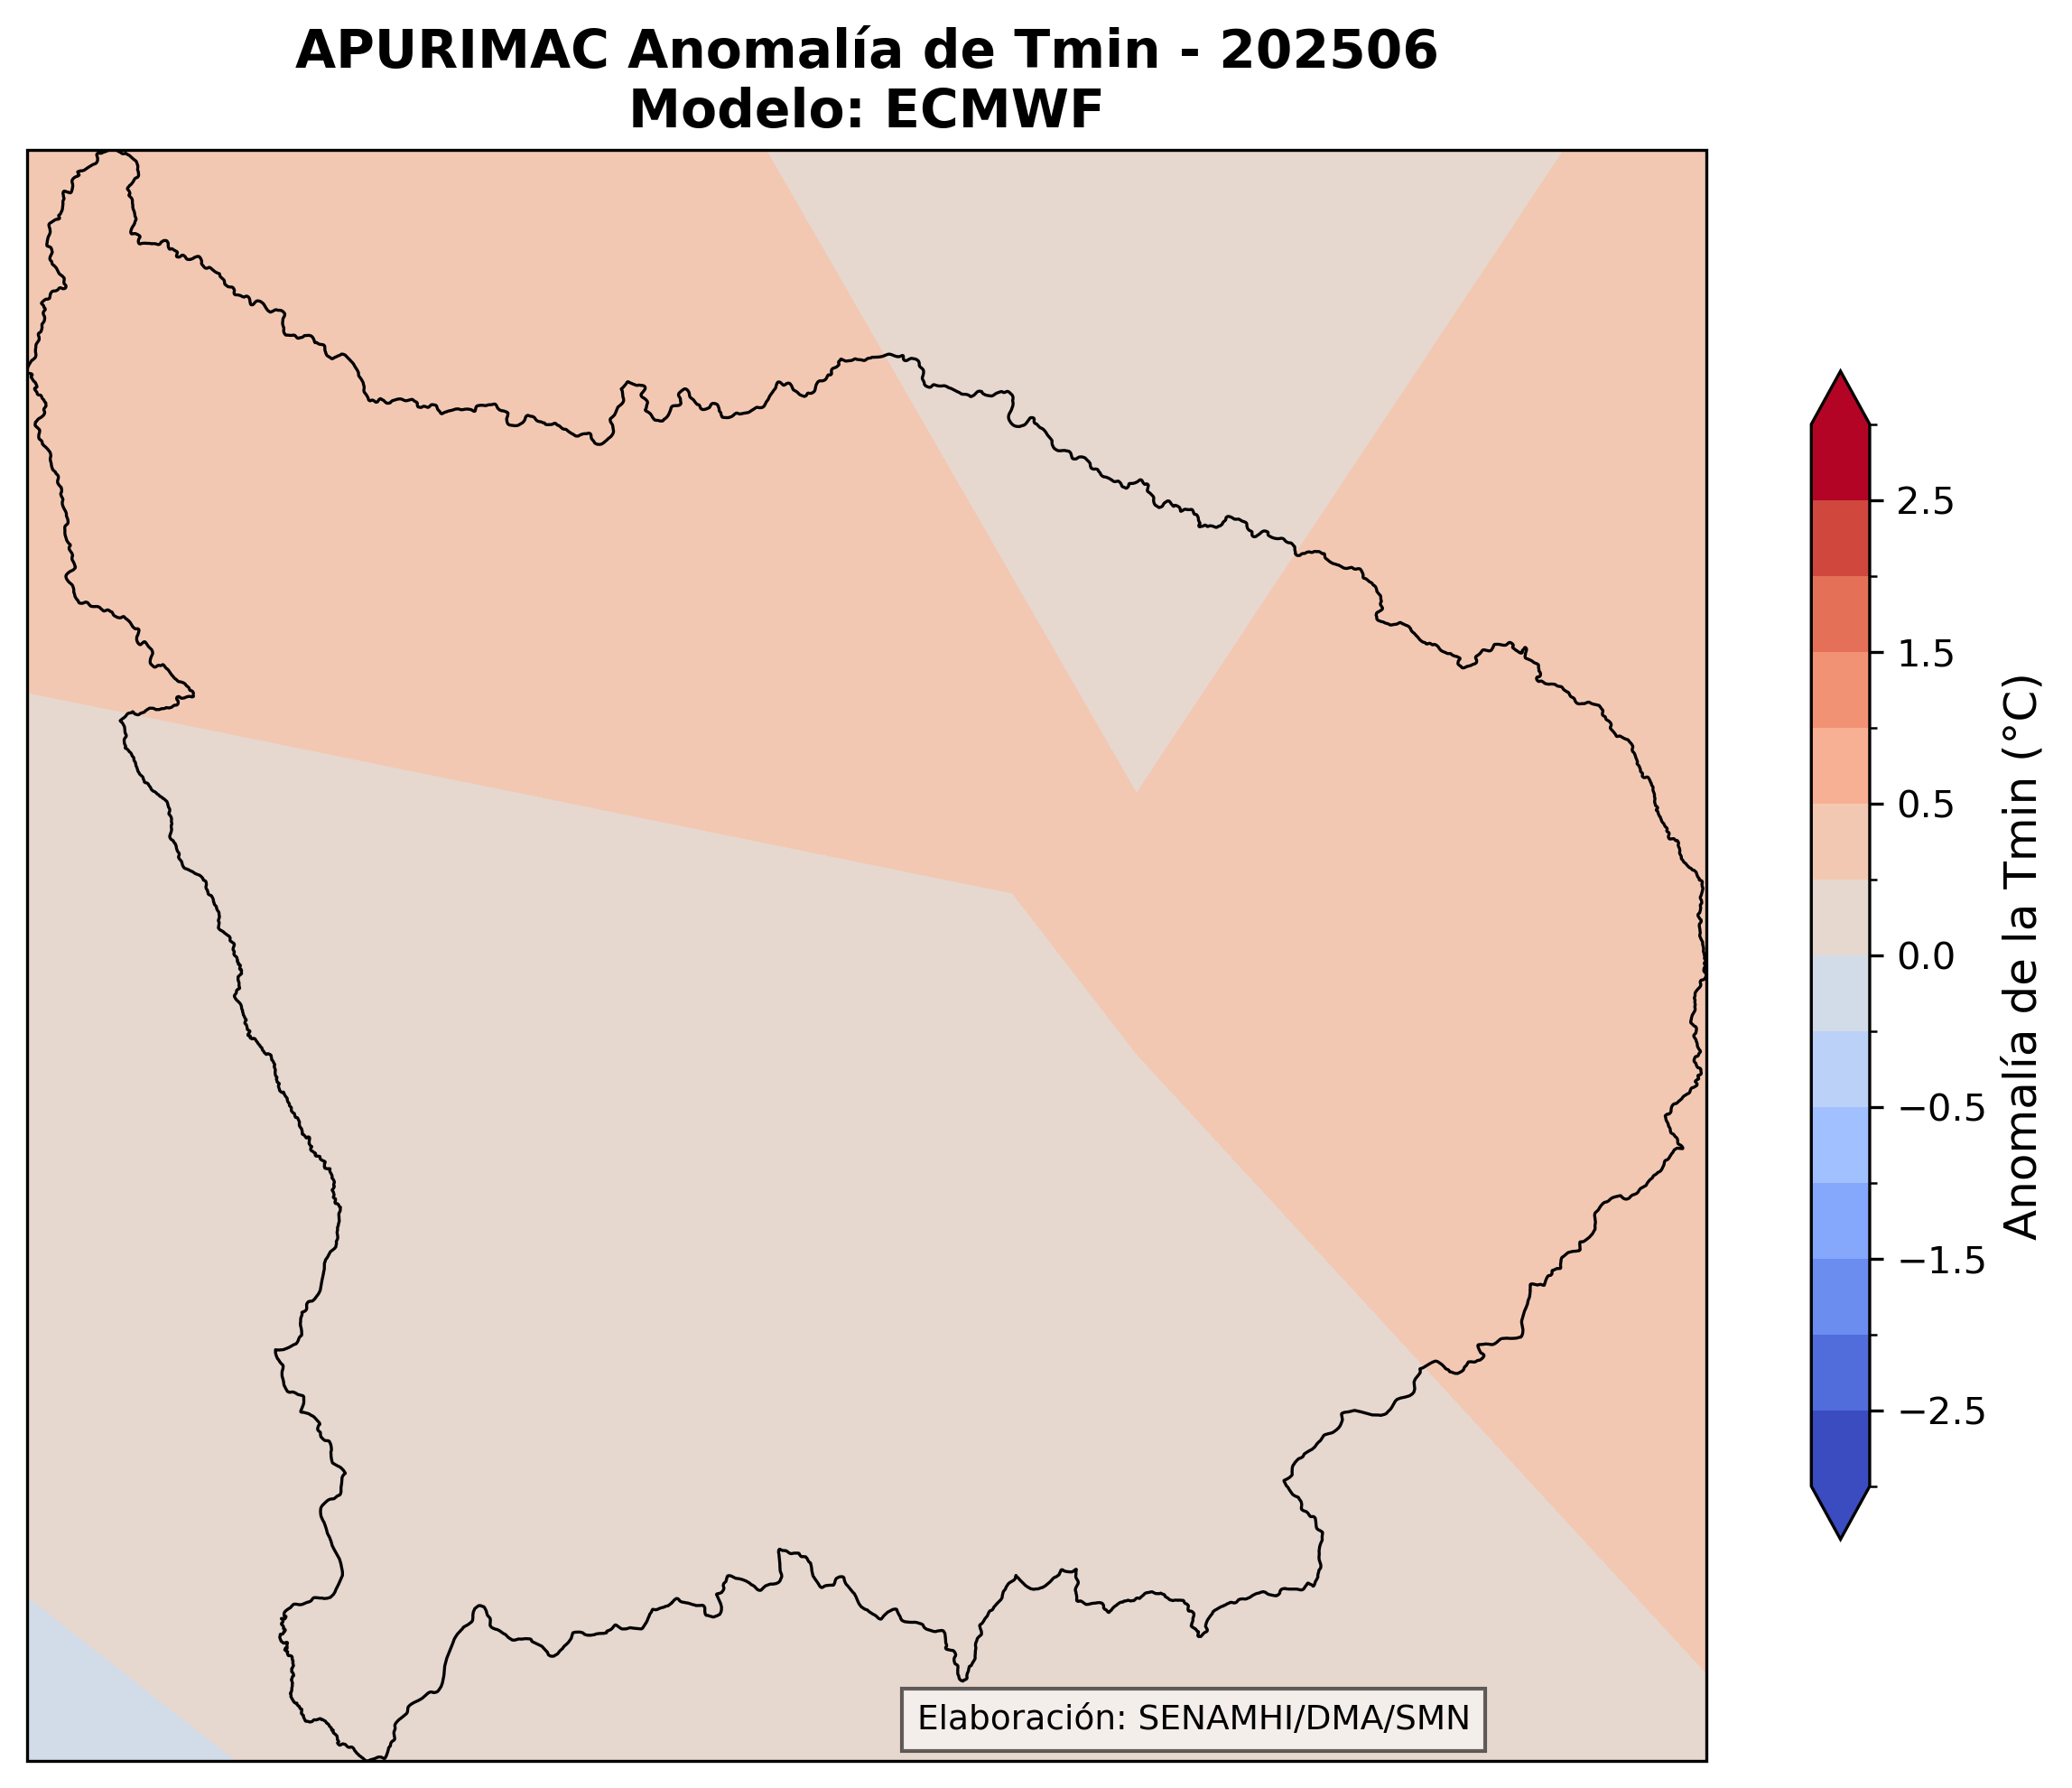 APURIMAC Anomalía de Tmin - 202506
Modelo: ECMWF
2.5
1.5
0.5
0.0
−0.5
−1.5
−2.5
Anomalía de la Tmin (°C)
Elaboración: SENAMHI/DMA/SMN